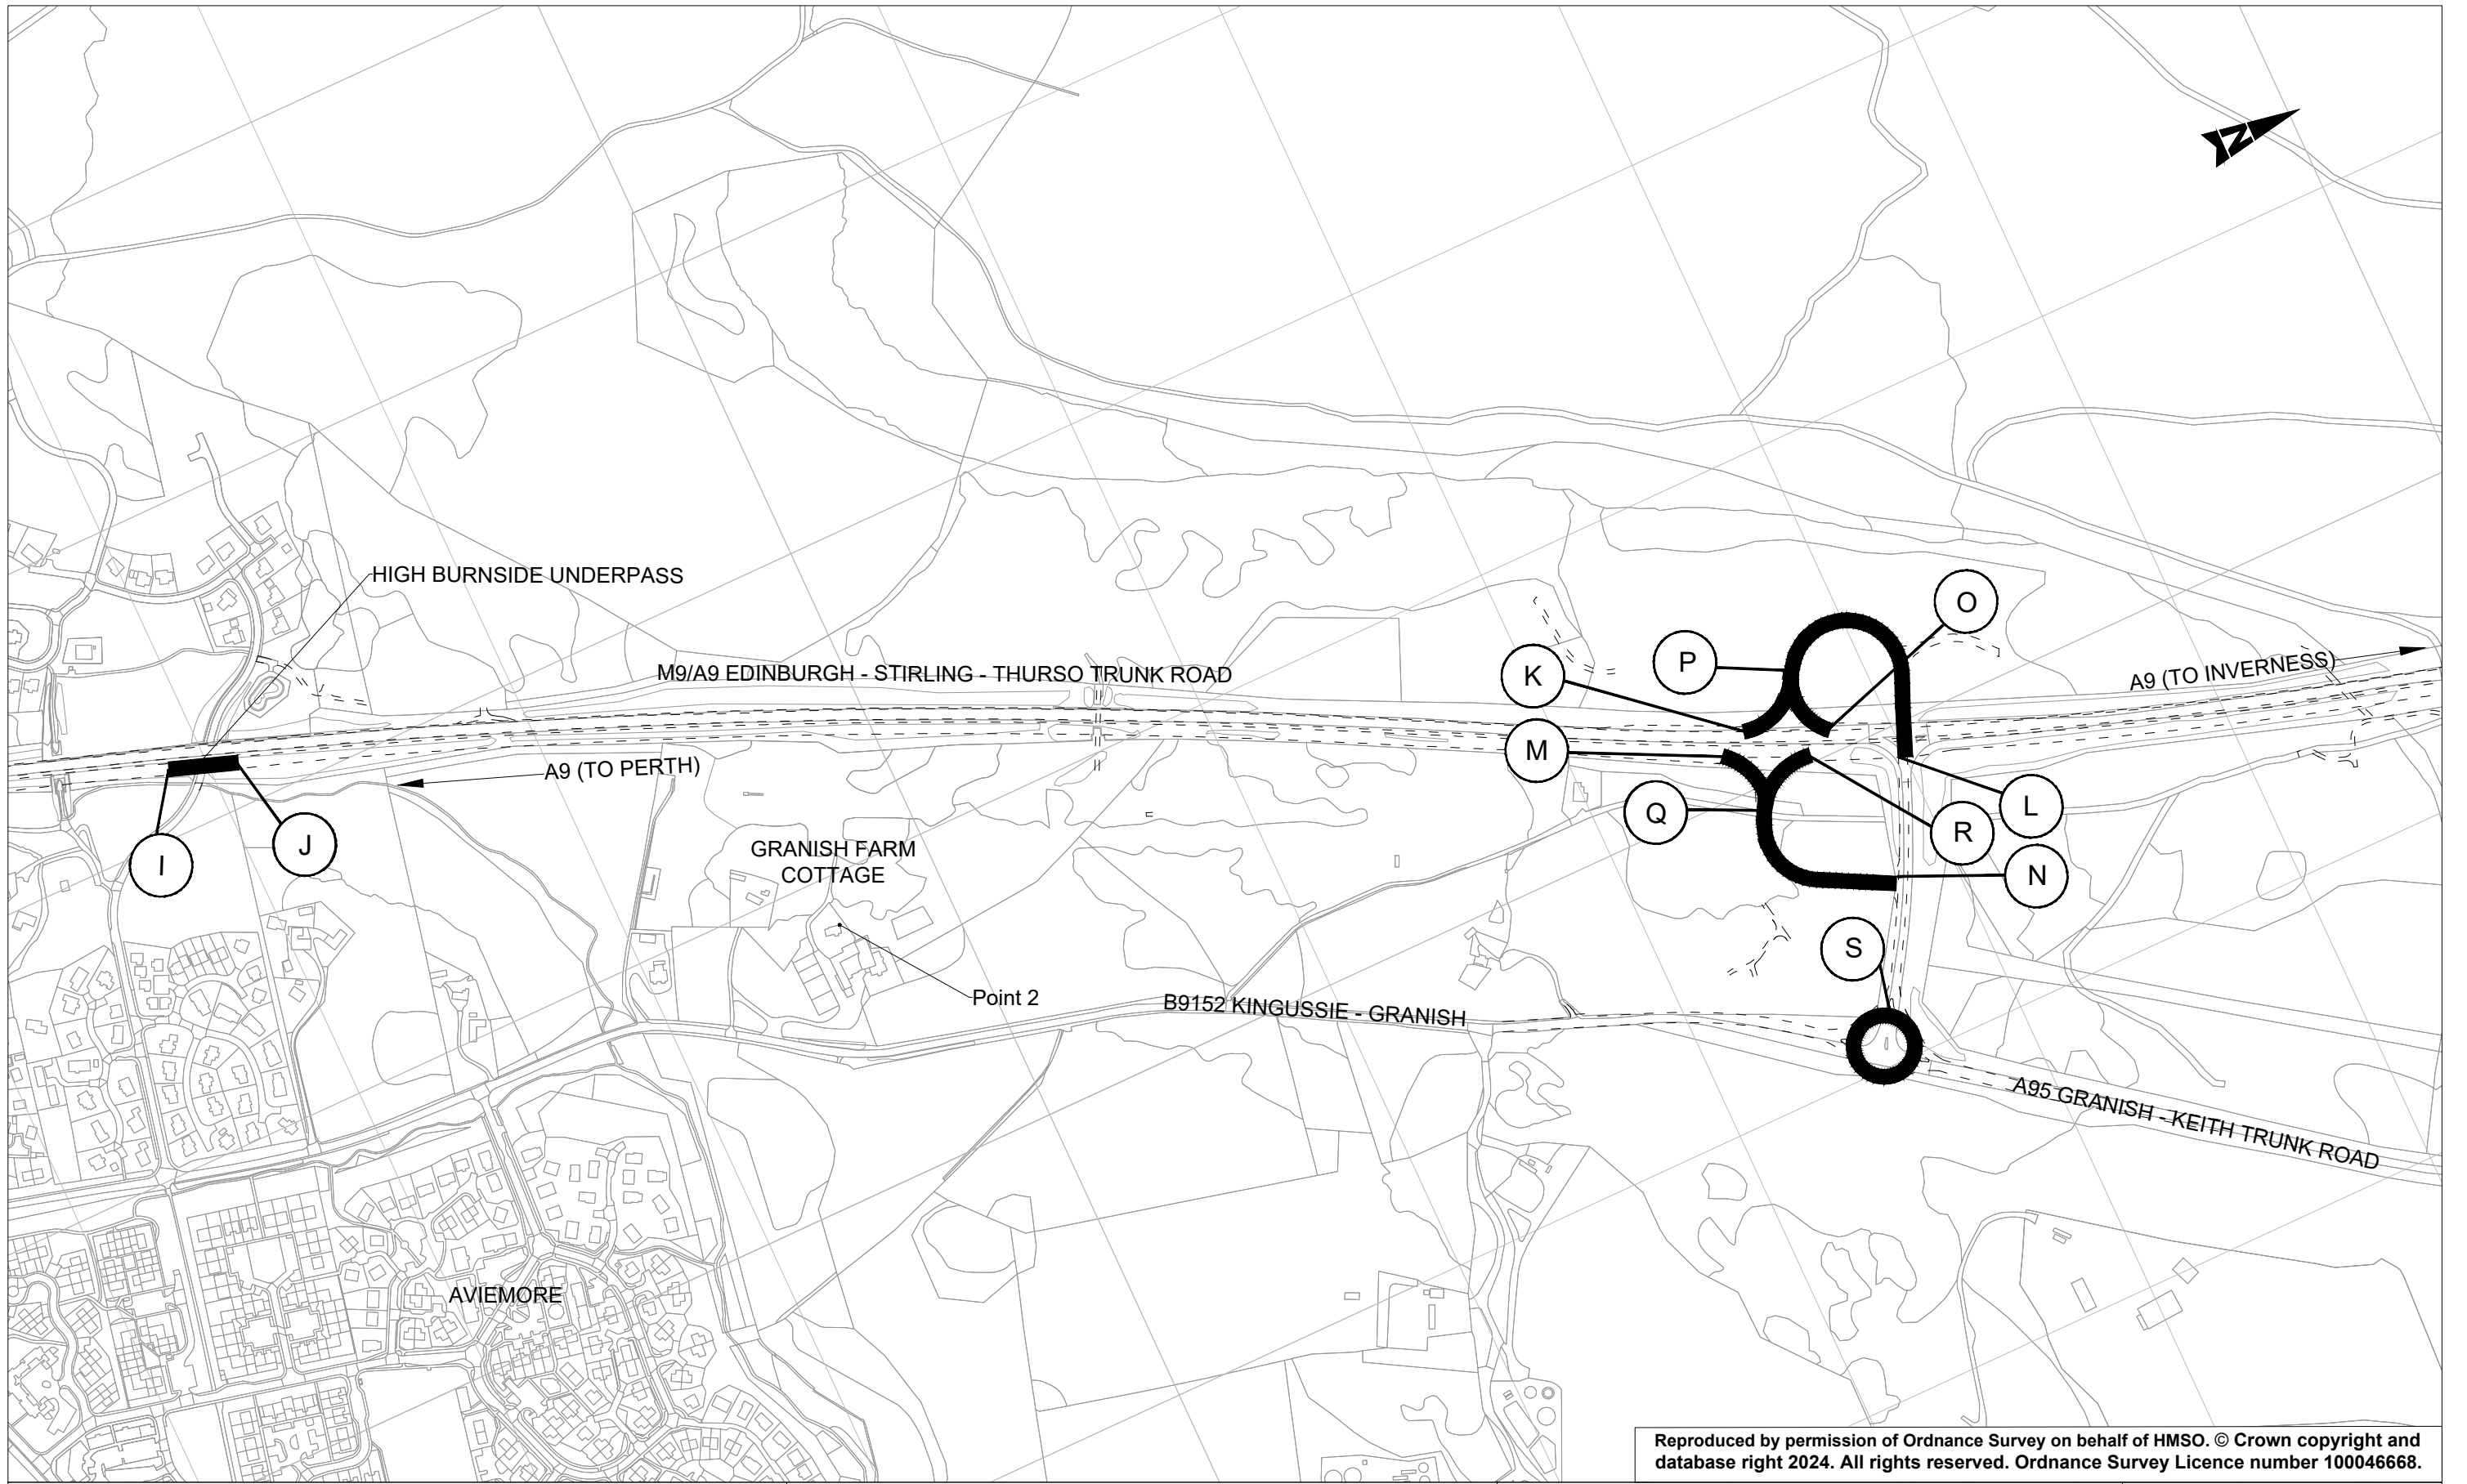 N
HIGH BURNSIDE UNDERPASS
O
P
K
M9/A9 EDINBURGH - STIRLING - THURSO TRUNK ROAD
A9 (TO INVERNESS)
M
A9 (TO PERTH)
L
Q
R
J
I
GRANISH FARM
COTTAGE
N
S
Point 2
B9152 KINGUSSIE - GRANISH
A95 GRANISH - KEITH TRUNK ROAD
AVIEMORE
Reproduced by permission of Ordnance Survey on behalf of HMSO. © Crown copyright and
database right 2024. All rights reserved. Ordnance Survey Licence number 100046668.